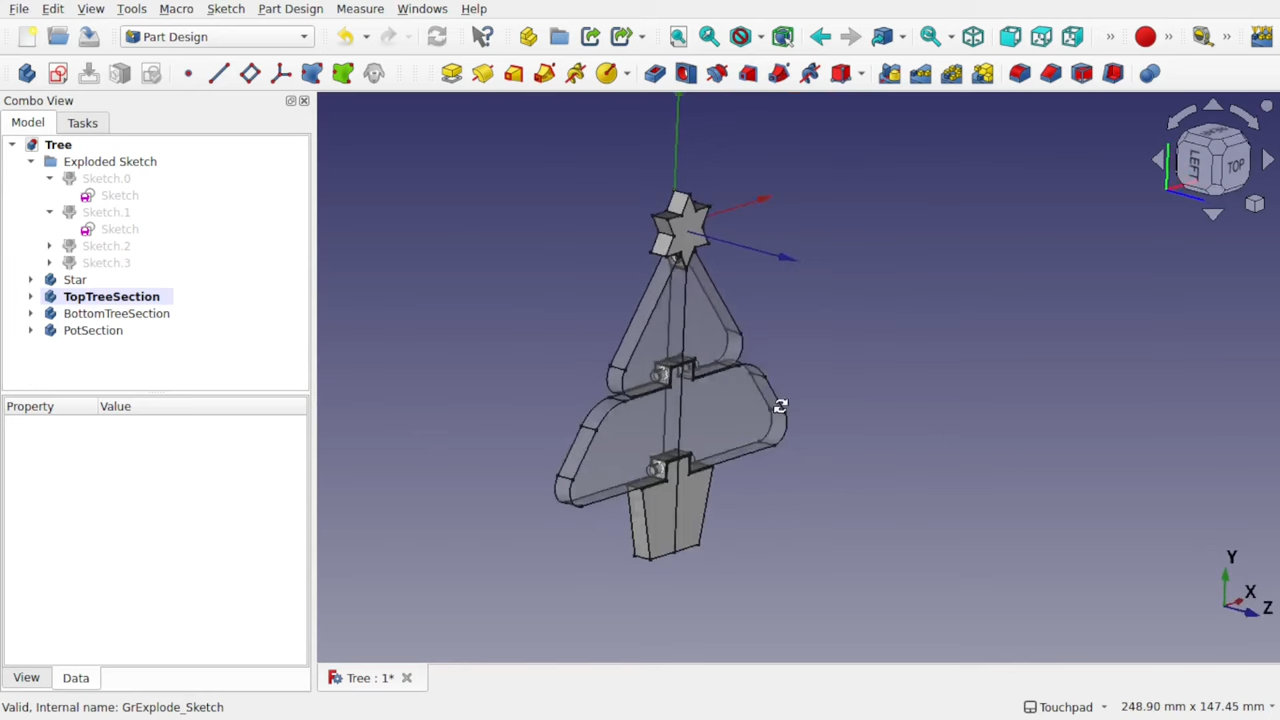 File Edit View Tools Macro Sketch Part Design Measure Windows Help
Part Design
Combo View
Model Tasks
Tree
Exploded Sketch
Sketch.0
Sketch
Sketch.1
Sketch
Sketch.2
Sketch.3
Star
TopTreeSection
BottomTreeSection
PotSection
Property Value
LEFT TOP
Y
X
Z
View Data
Tree : 1*
Valid, Internal name: GrExplode_Sketch
Touchpad 248.90 mm x 147.45 mm